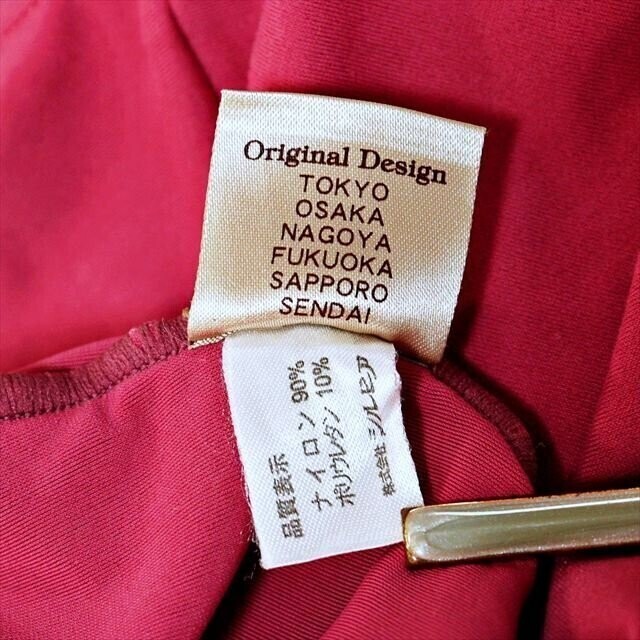 Original Design
TOKYO
OSAKA
NAGOYA
FUKUOKA
SAPPORO
SENDAI
品質表示
ナイロン 90%
ポリウレタン 10%
株式会社 シルビア